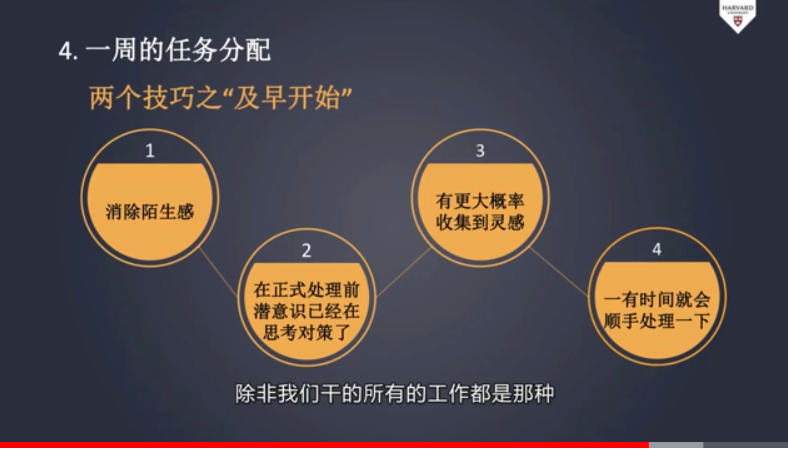 HARVARD
4. 一周的任务分配
两个技巧之“及早开始”
1
消除陌生感
2
在正式处理前
潜意识已经在
思考对策了
3
有更大概率
收集到灵感
4
一有时间就会
顺手处理一下
除非我们干的所有的工作都是那种